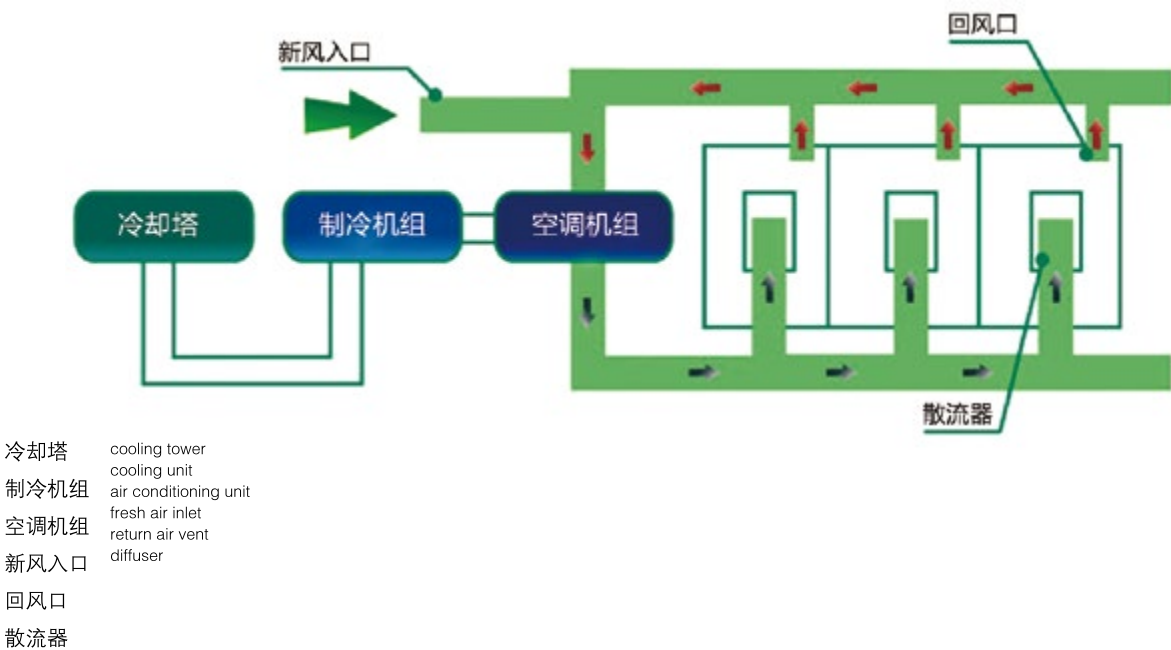 回风口
新风入口
冷却塔
制冷机组
空调机组
散流器
冷却塔
制冷机组
空调机组
新风入口
回风口
散流器
cooling tower
cooling unit
air conditioning unit
fresh air inlet
return air vent
diffuser